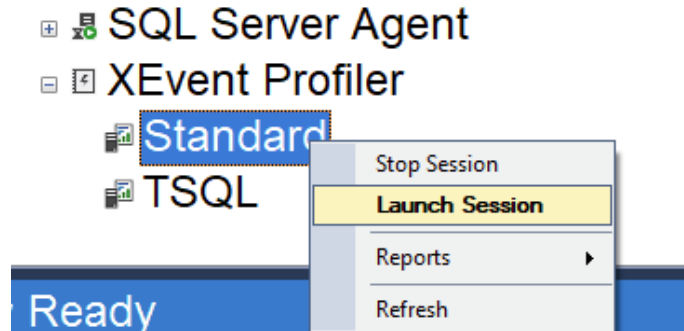 SQL Server Agent
XEvent Profiler
Standard
TSQL
Stop Session
Launch Session
Reports
Refresh
Ready